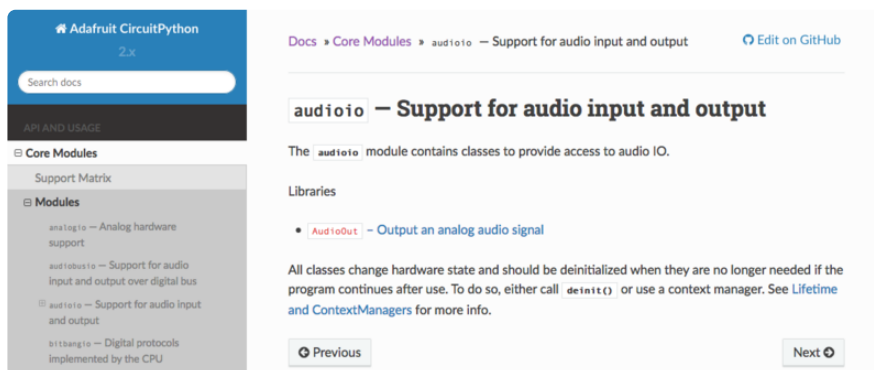 Adafruit CircuitPython
2.x
Search docs
API AND USAGE
Core Modules
Support Matrix
Modules
analogio — Analog hardware
support
audiobusio — Support for audio
input and output over digital bus
audioio — Support for audio input
and output
bitbangio — Digital protocols
implemented by the CPU
Docs » Core Modules » audioio — Support for audio input and output
Edit on GitHub
audioio — Support for audio input and output
The audioio module contains classes to provide access to audio IO.
Libraries
• AudioOut – Output an analog audio signal
All classes change hardware state and should be deinitialized when they are no longer needed if the
program continues after use. To do so, either call deinit() or use a context manager. See Lifetime
and ContextManagers for more info.
Previous
Next